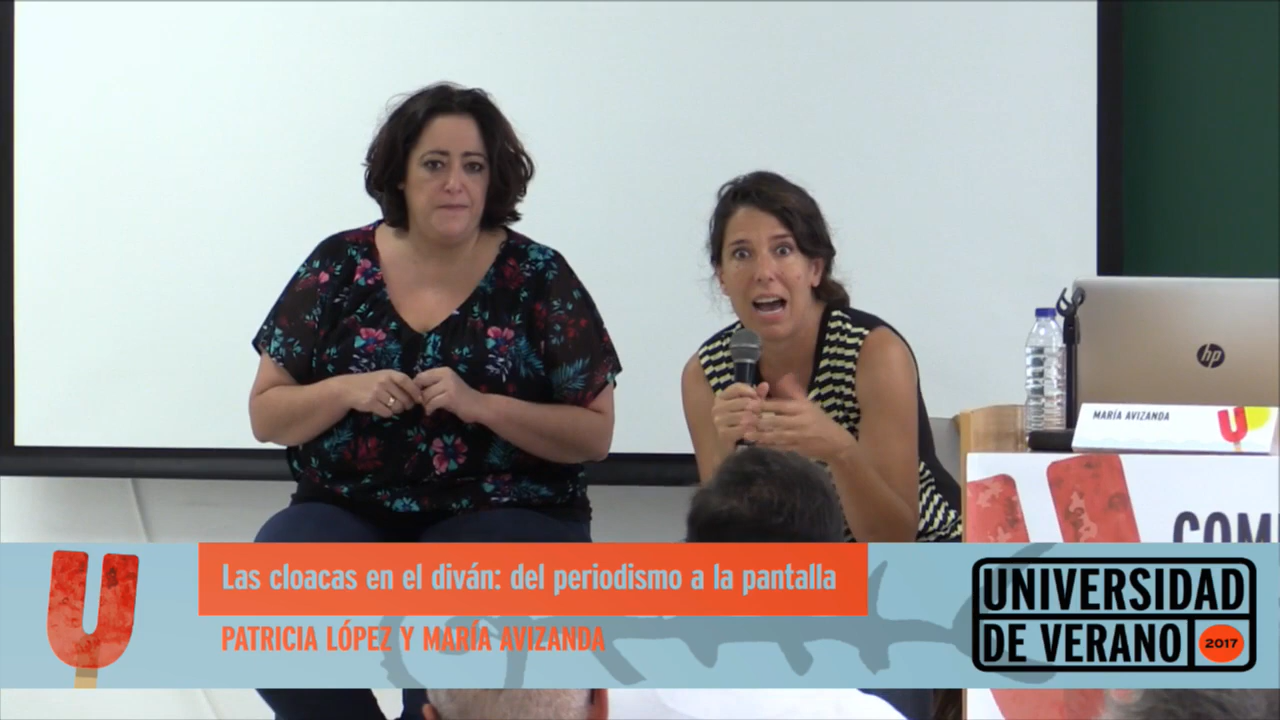 hp
MARÍA AVIZANDA
U
U
COM
Las cloacas en el diván: del periodismo a la pantalla
PATRICIA LÓPEZ Y MARÍA AVIZANDA
U
UNIVERSIDAD
DE VERANO
2017